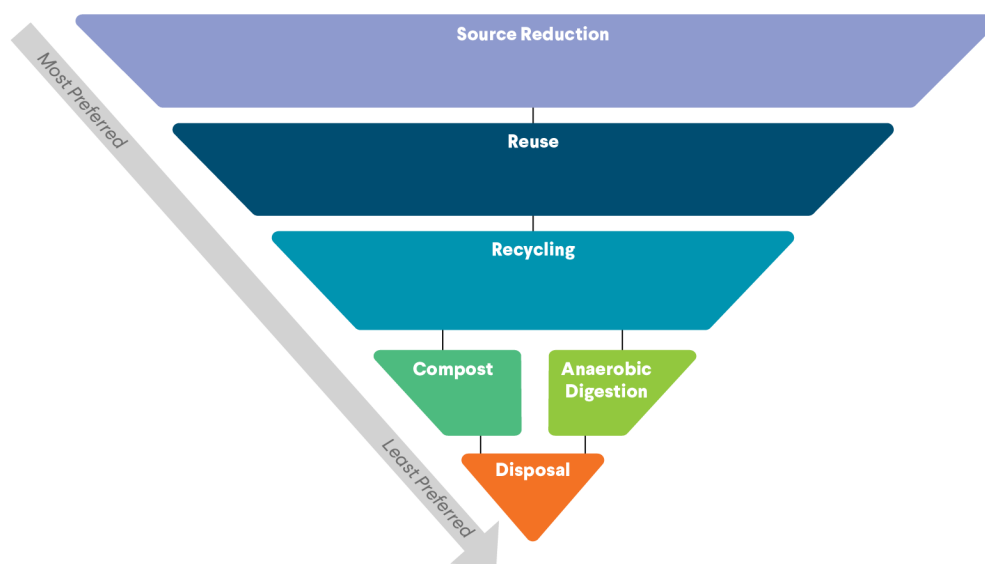 Source Reduction
Most Preferred
Reuse
Recycling
Compost
Anaerobic
Digestion
Least Preferred
Disposal